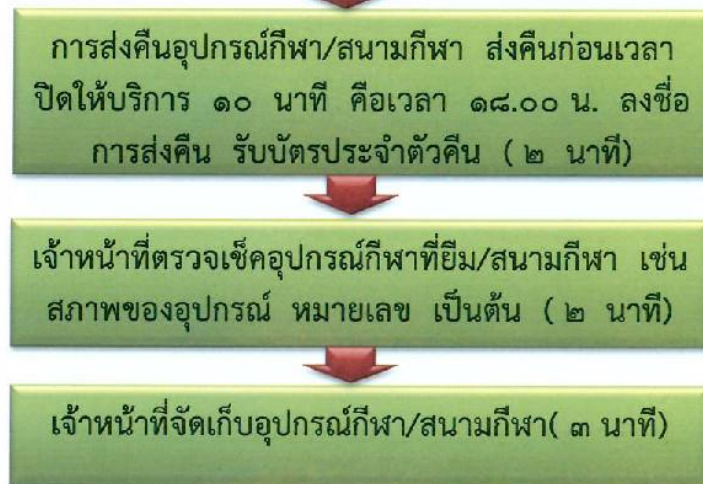 การส่งคืนอุปกรณ์กีฬา/สนามกีฬา ส่งคืนก่อนเวลา
ปิดให้บริการ ๑๐ นาที คือเวลา ๑๘.๐๐ น. ลงชื่อ
การส่งคืน รับบัตรประจำตัวคืน ( ๒ นาที)
เจ้าหน้าที่ตรวจเช็คอุปกรณ์กีฬาที่ยืม/สนามกีฬา เช่น
สภาพของอุปกรณ์ หมายเลข เป็นต้น ( ๒ นาที)
เจ้าหน้าที่จัดเก็บอุปกรณ์กีฬา/สนามกีฬา( ๓ นาที)